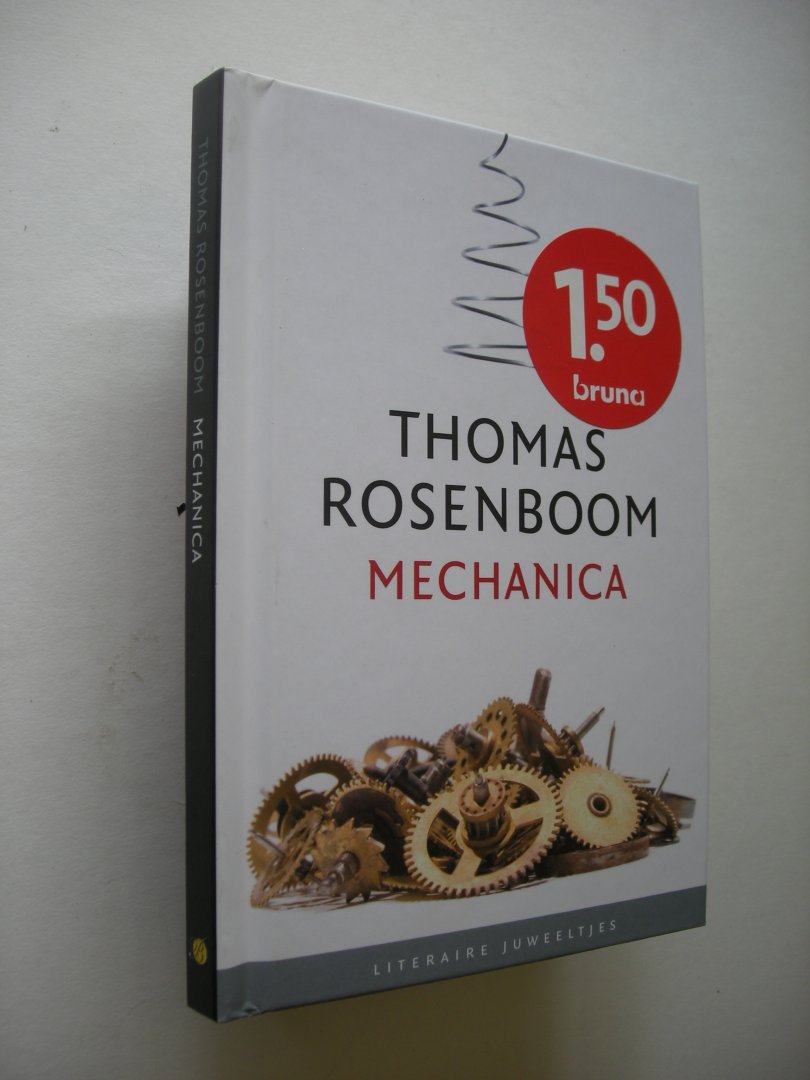 THOMAS ROSENBOOM MECHANICA
1.50
bruna
THOMAS
ROSENBOOM
MECHANICA
LITERAIRE JUWEELTJES